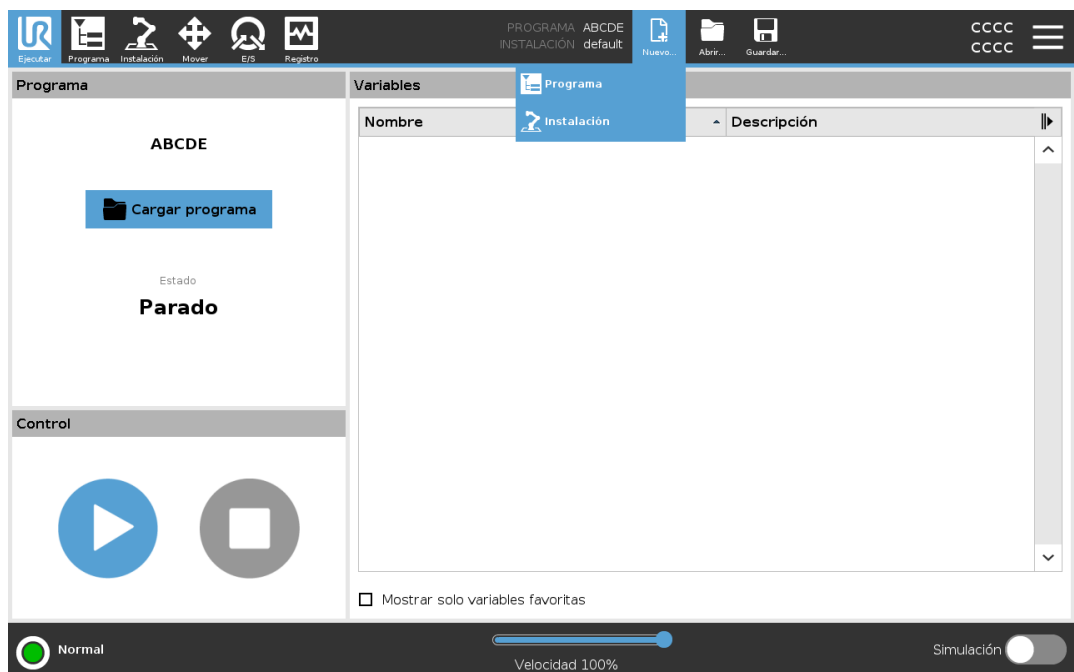 UR
Ejecutar
Programa
Instalación
Mover
E/S
Registro
PROGRAMA ABCDE
INSTALACIÓN default
Nuevo...
Abrir...
Guardar...
CCCC
CCCC
Programa
Instalación
Programa
ABCDE
Cargar programa
Estado
Parado
Control
Variables
Nombre
Descripción
Mostrar solo variables favoritas
Normal
Velocidad 100%
Simulación